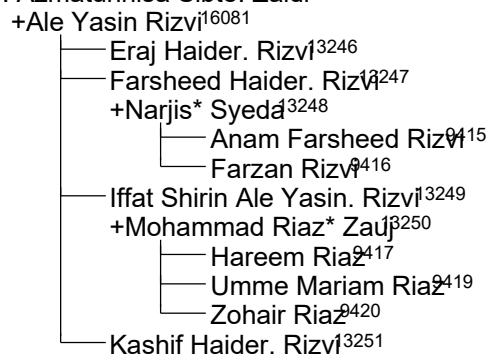 +Ale Yasin Rizvi16081
Eraj Haider. Rizvi13246
Farsheed Haider. Rizvi13247
+Narjis* Syeda13248
Anam Farsheed Rizvi9415
Farzan Rizvi9416
Iffat Shirin Ale Yasin. Rizvi13249
+Mohammad Riaz* Zauj13250
Hareem Riaz9417
Umme Mariam Riaz9419
Zohair Riaz9420
Kashif Haider. Rizvi13251